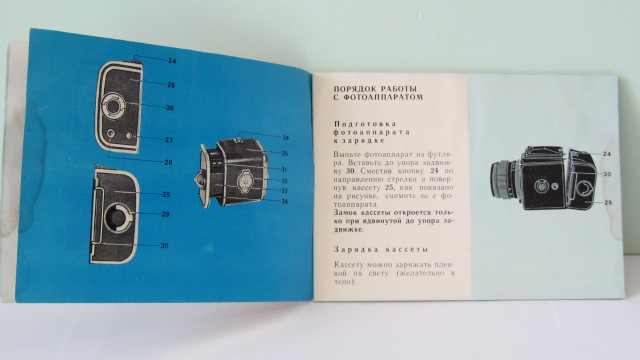 24
25
26
27
28
25
29
30
24
25
31
32
33
34
ПОРЯДОК РАБОТЫ
С ФОТОАППАРАТОМ
Подготовка
фотоаппарата
к зарядке
Выньте фотоаппарат из футля-
ра. Вставьте до упора задвиж-
ку 30. Сместив кнопку 24 по
направлению стрелки и повер-
нув кассету 25, как показано
на рисунке, снимите ее с фо-
тоаппарата.
Замок кассеты откроется толь-
ко при вдвинутой до упора за-
движке.
Зарядка кассеты
Кассету можно заряжать плен-
кой на свету (желательно в
тени).
24
30
25